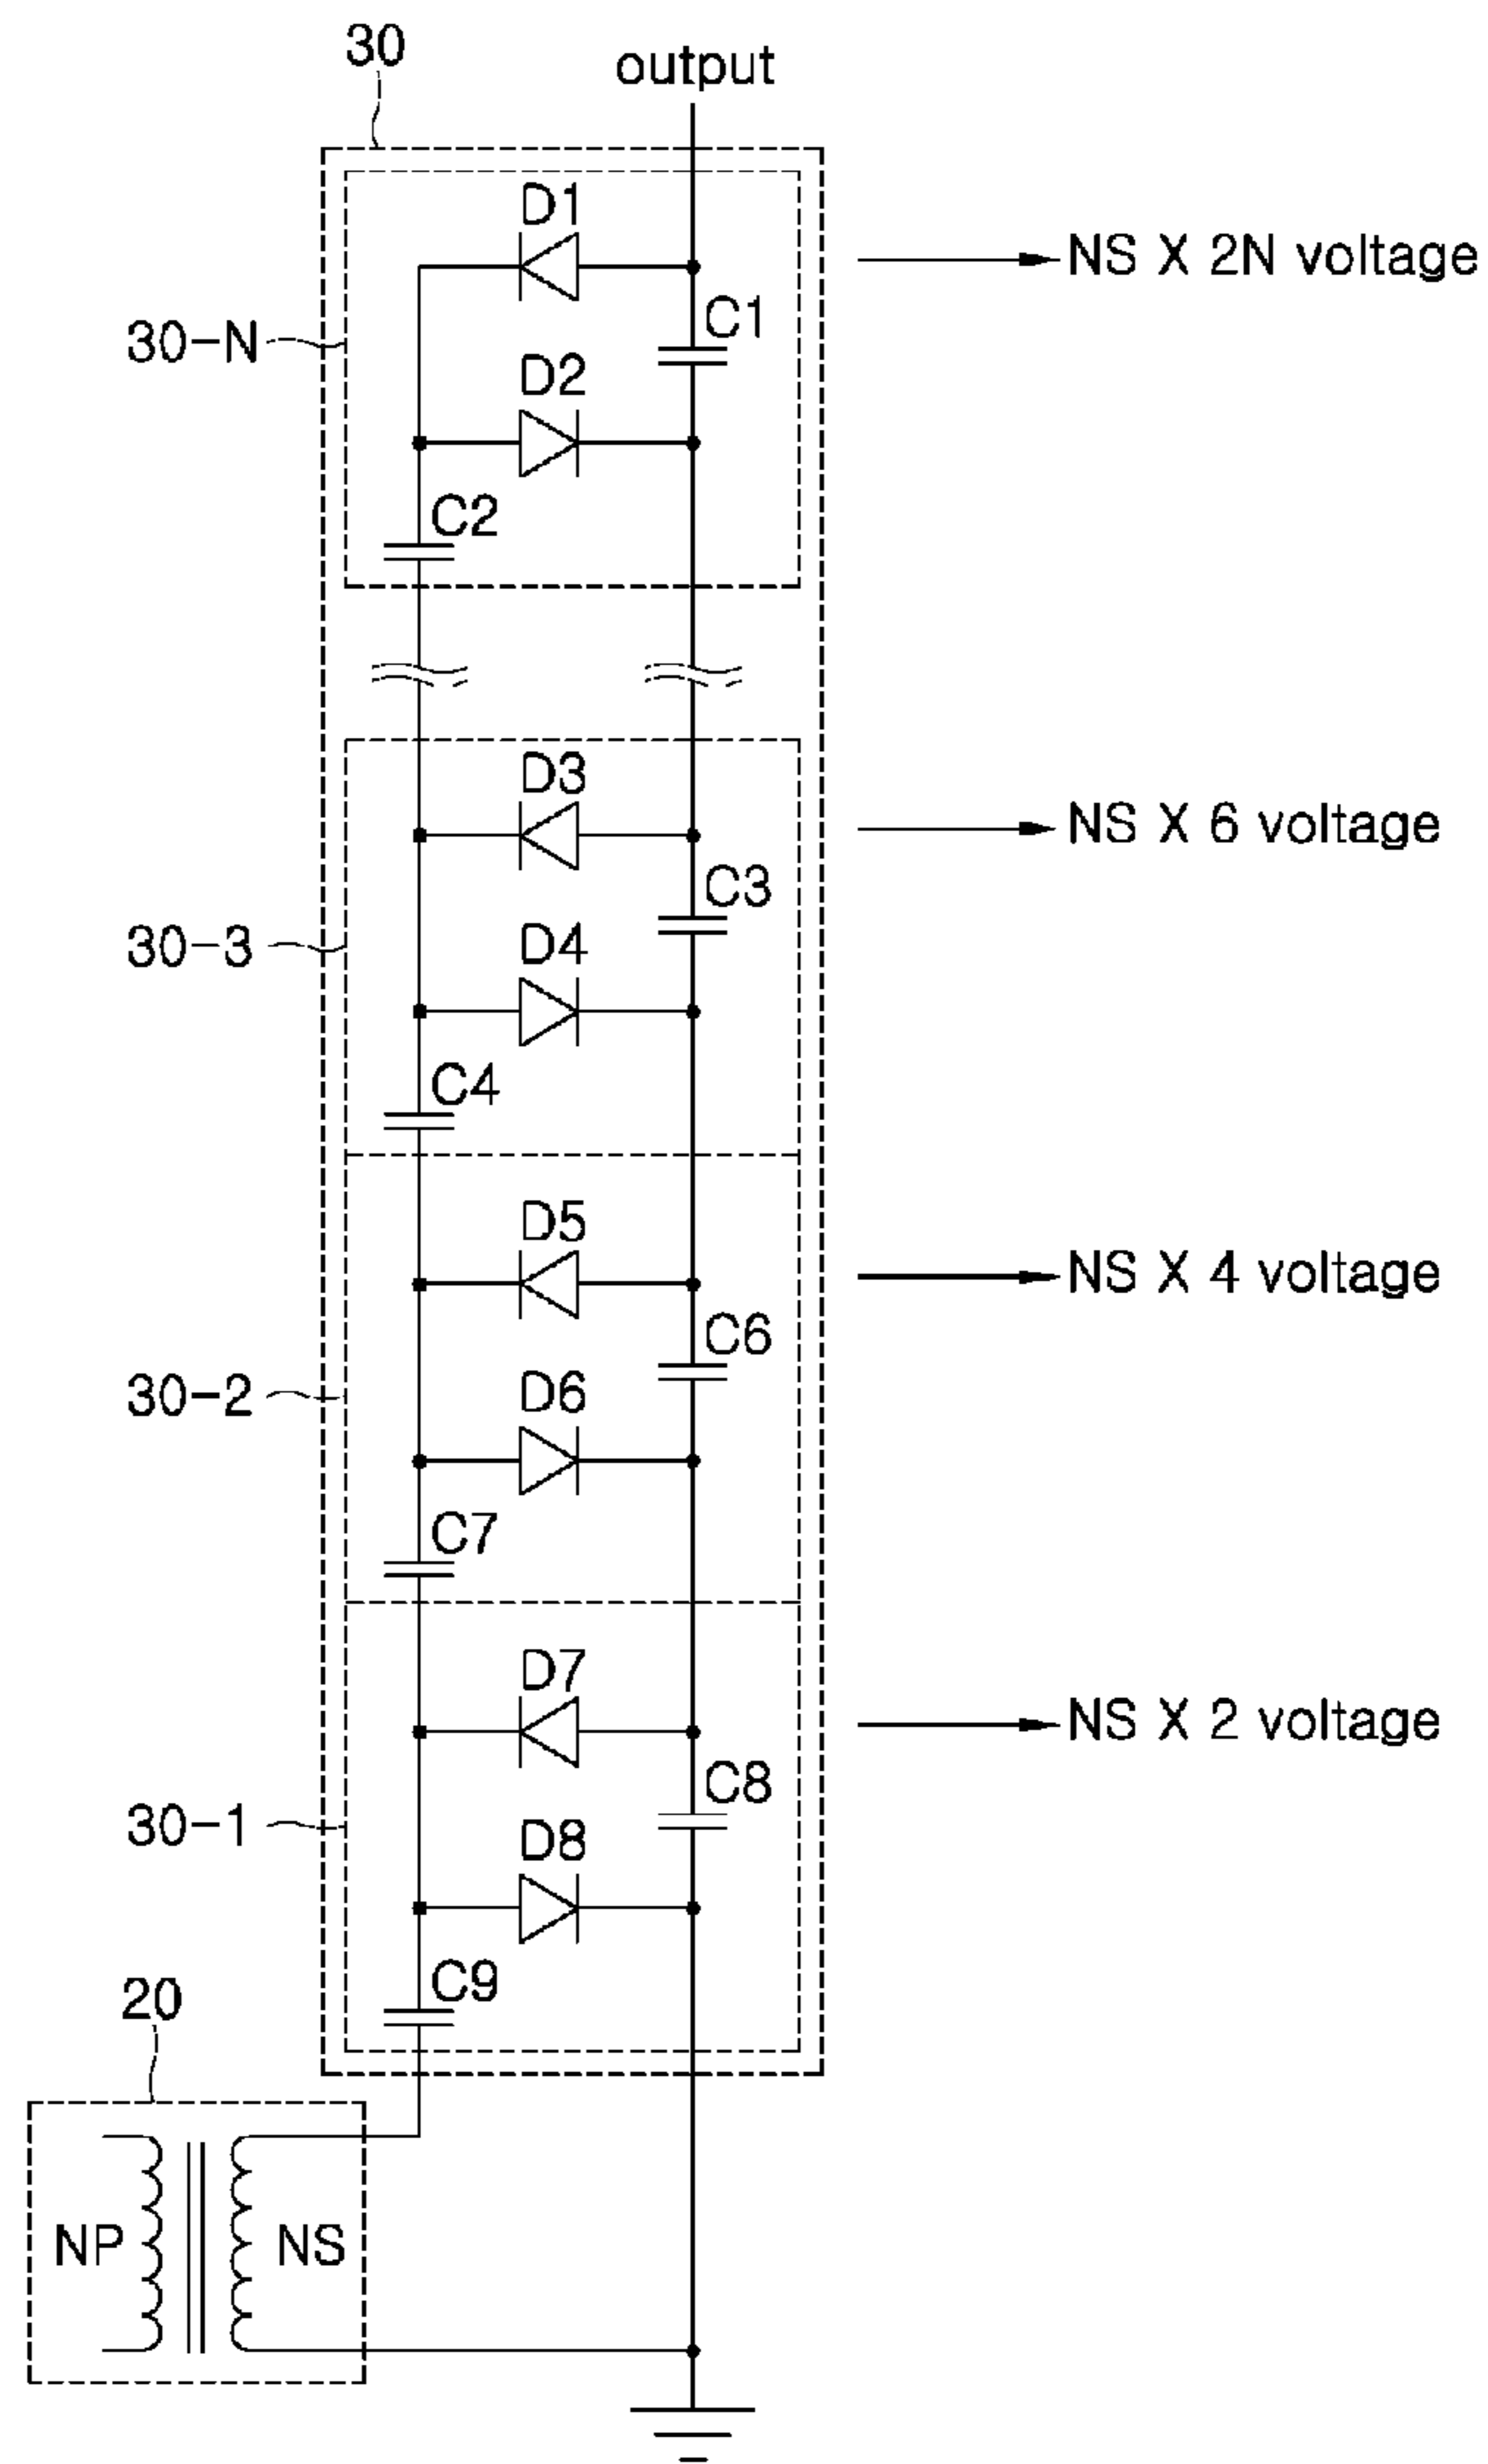 30
output
D1
NS X 2N voltage
C1
30-N
D2
C2
D3
NS X 6 voltage
C3
30-3
D4
C4
D5
NS X 4 voltage
C6
30-2
D6
C7
D7
NS X 2 voltage
C8
30-1
D8
C9
20
NP
NS